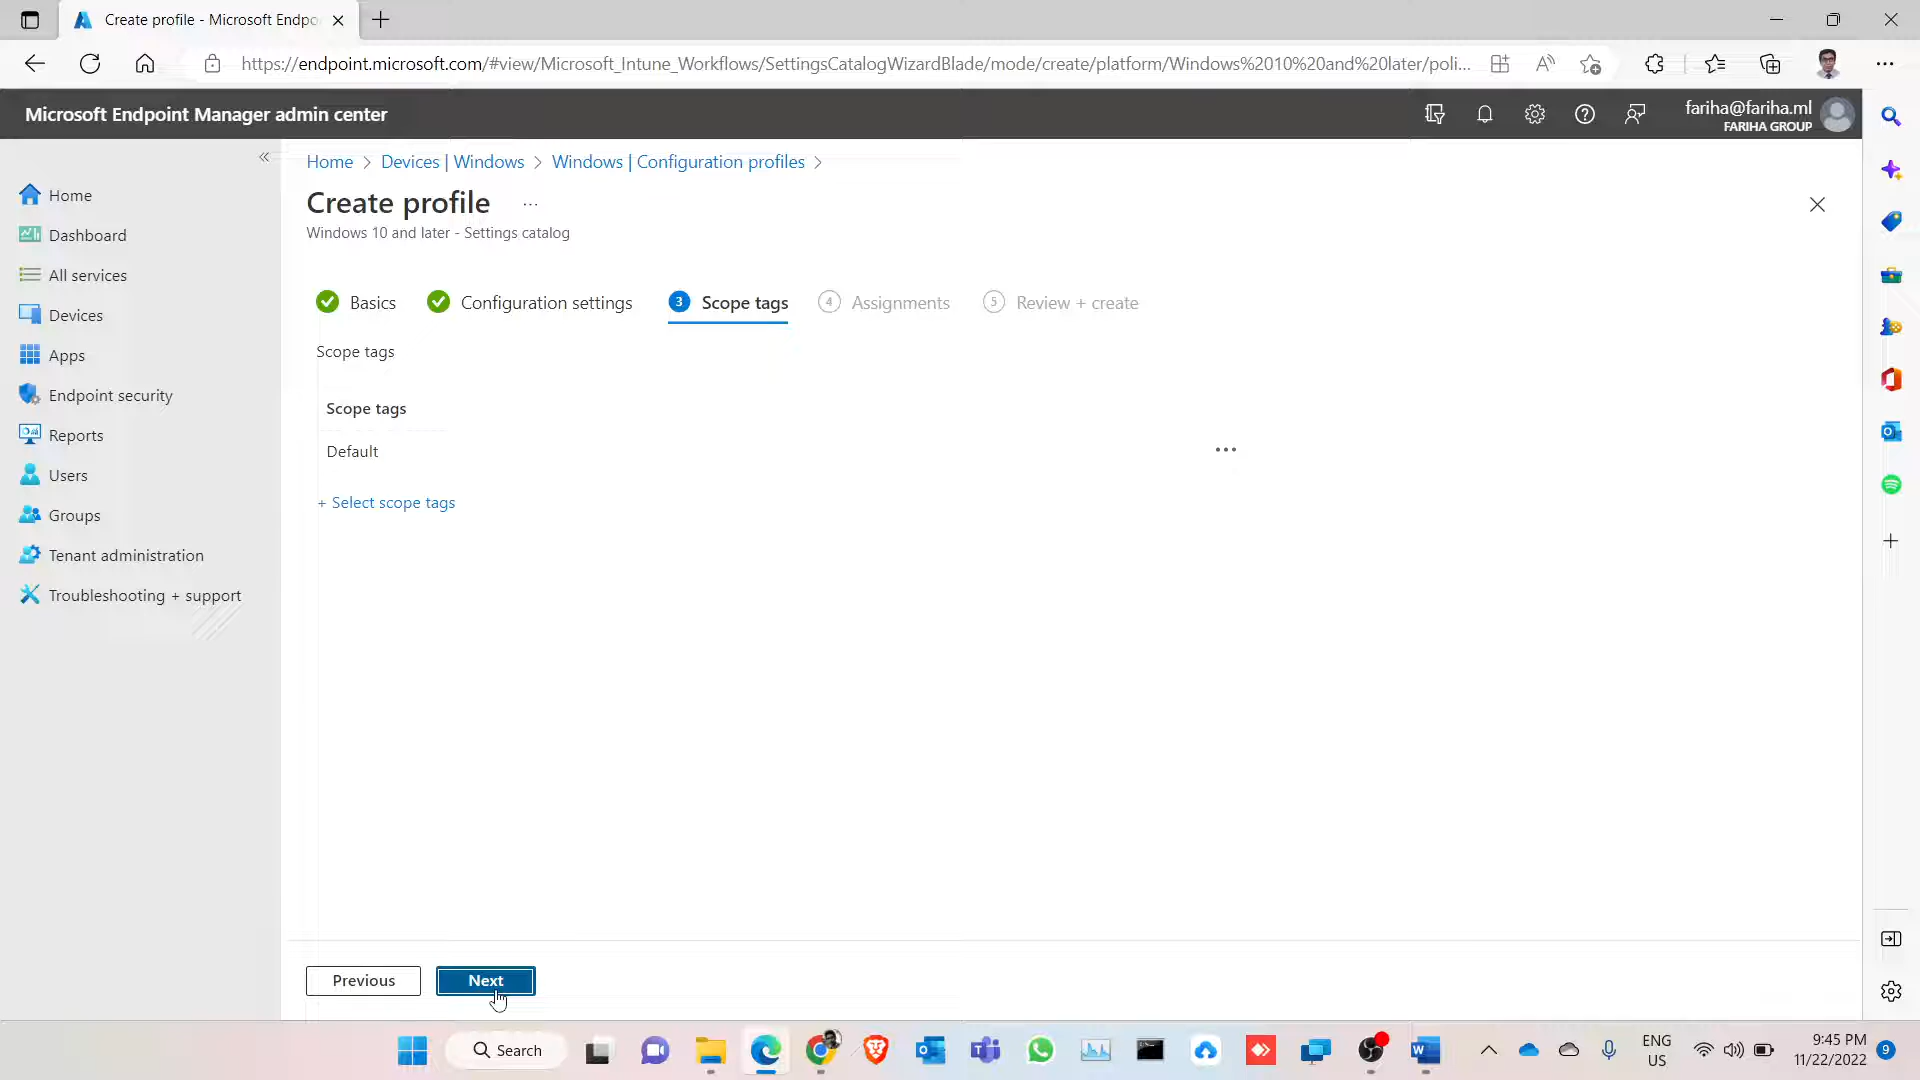 Create profile - Microsoft Endpo
https://endpoint.microsoft.com/#view/Microsoft_Intune_Workflows/SettingsCatalogWizardBlade/mode/create/platform/Windows%2010%20and%20later/poli...
Microsoft Endpoint Manager admin center
fariha@fariha.ml
FARIHA GROUP
Home > Devices | Windows > Windows | Configuration profiles >
Create profile ...
Windows 10 and later - Settings catalog
Home
Dashboard
All services
Devices
Apps
Endpoint security
Reports
Users
Groups
Tenant administration
Troubleshooting + support
Basics
Configuration settings
3 Scope tags
4 Assignments
5 Review + create
Scope tags
Scope tags
Default
+ Select scope tags
Previous
Next
Search
ENG
US
9:45 PM
11/22/2022
9